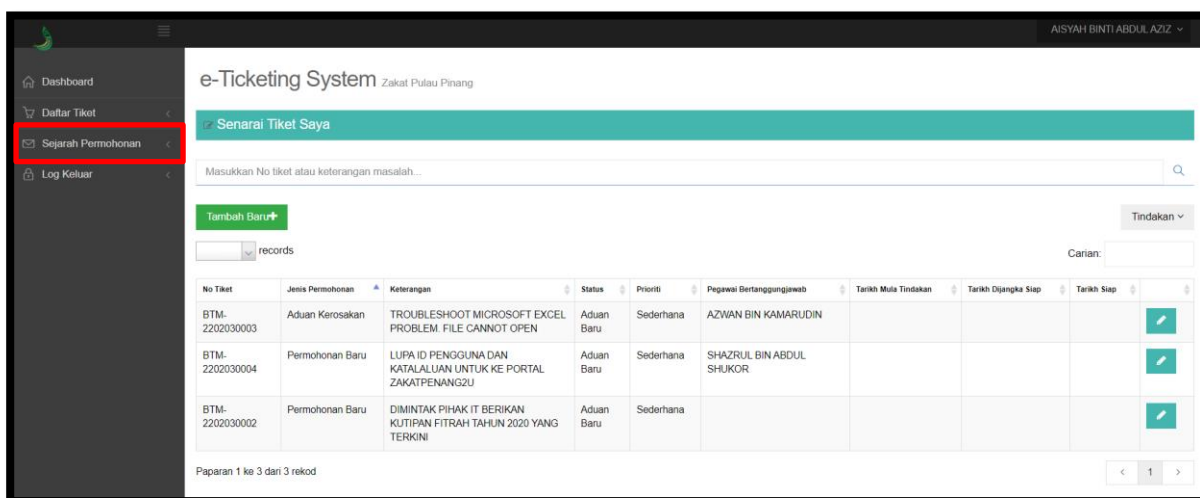 AISYAH BINTI ABDUL AZIZ
Dashboard
Daftar Tiket
Sejarah Permohonan
Log Keluar
e-Ticketing System Zakat Pulau Pinang
Senarai Tiket Saya
Masukkan No tiket atau keterangan masalah...
Tambah Baru+
Tindakan
records
Carian:
No Tiket Jenis Permohonan Keterangan Status Prioriti Pegawai Bertanggungjawab Tarikh Mula Tindakan Tarikh Dijangka Siap Tarikh Siap
BTM- Aduan Kerosakan TROUBLESHOOT MICROSOFT EXCEL Aduan Sederhana AZWAN BIN KAMARUDIN
2202030003 PROBLEM. FILE CANNOT OPEN Baru
BTM- Permohonan Baru LUPA ID PENGGUNA DAN Aduan Sederhana SHAZRUL BIN ABDUL
2202030004 KATALALUAN UNTUK KE PORTAL Baru SHUKOR
ZAKATPENANG2U
BTM- Permohonan Baru DIMINTAK PIHAK IT BERIKAN Aduan Sederhana
2202030002 KUTIPAN FITRAH TAHUN 2020 YANG Baru
TERKINI
Paparan 1 ke 3 dari 3 rekod
< 1 >